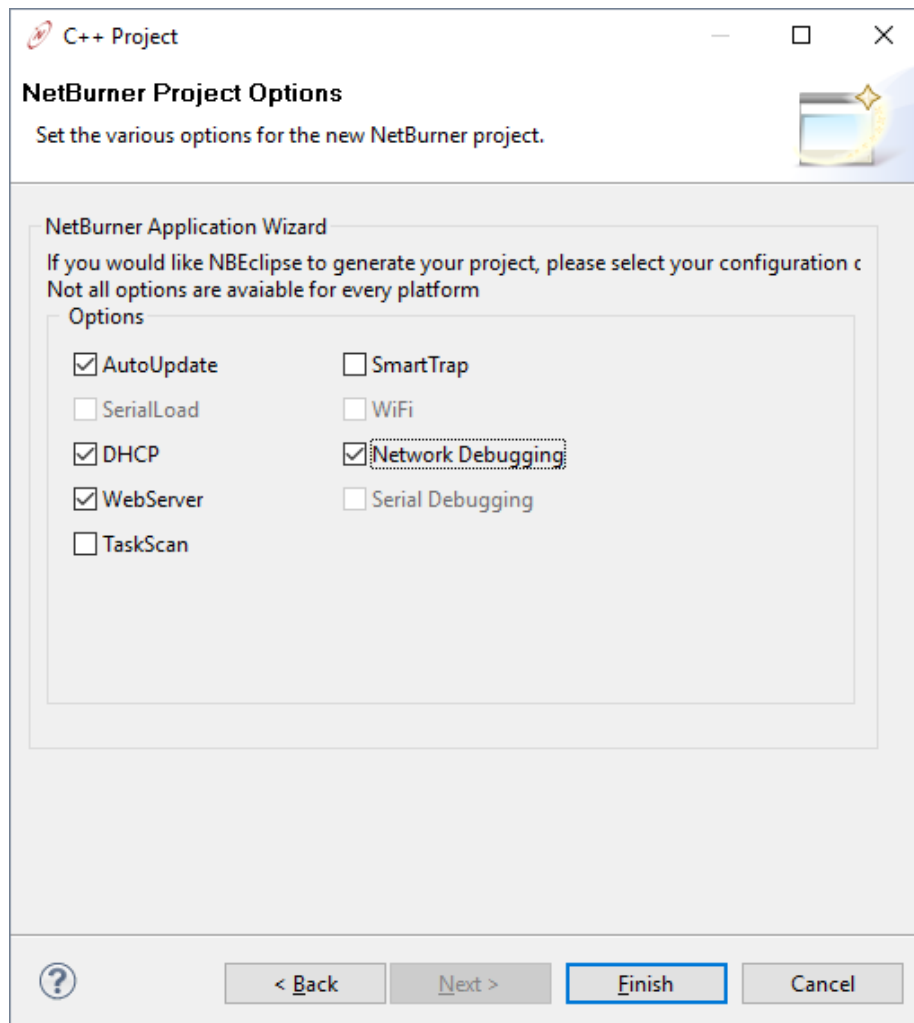 C++ Project
NetBurner Project Options
Set the various options for the new NetBurner project.
NetBurner Application Wizard
If you would like NBEclipse to generate your project, please select your configuration c
Not all options are avaiable for every platform
Options
AutoUpdate
SmartTrap
SerialLoad
WiFi
DHCP
Network Debugging
WebServer
Serial Debugging
TaskScan
?
< Back
Next >
Finish
Cancel